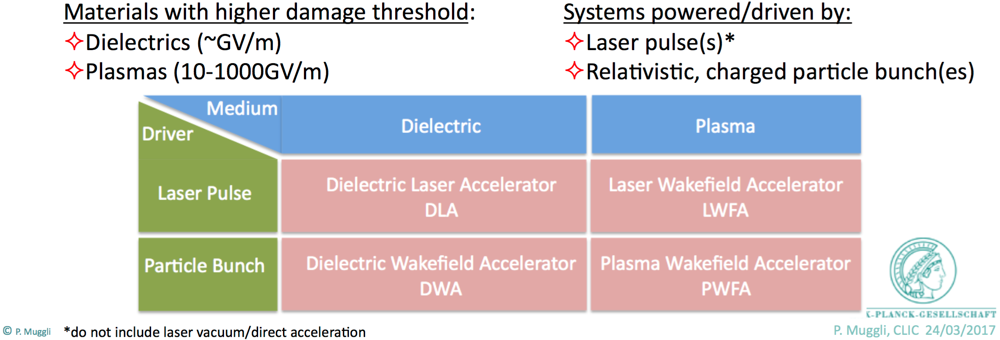 Materials with higher damage threshold:
Dielectrics (~GV/m)
Plasmas (10-1000GV/m)
Systems powered/driven by:
Laser pulse(s)*
Relativistic, charged particle bunch(es)
Medium
Driver
Dielectric
Plasma
Laser Pulse
Dielectric Laser Accelerator
DLA
Laser Wakefield Accelerator
LWFA
Particle Bunch
Dielectric Wakefield Accelerator
DWA
Plasma Wakefield Accelerator
PWFA
K-PLANCK-GESELLSCHAFT
© P. Muggli
*do not include laser vacuum/direct acceleration
P. Muggli, CLIC 24/03/2017